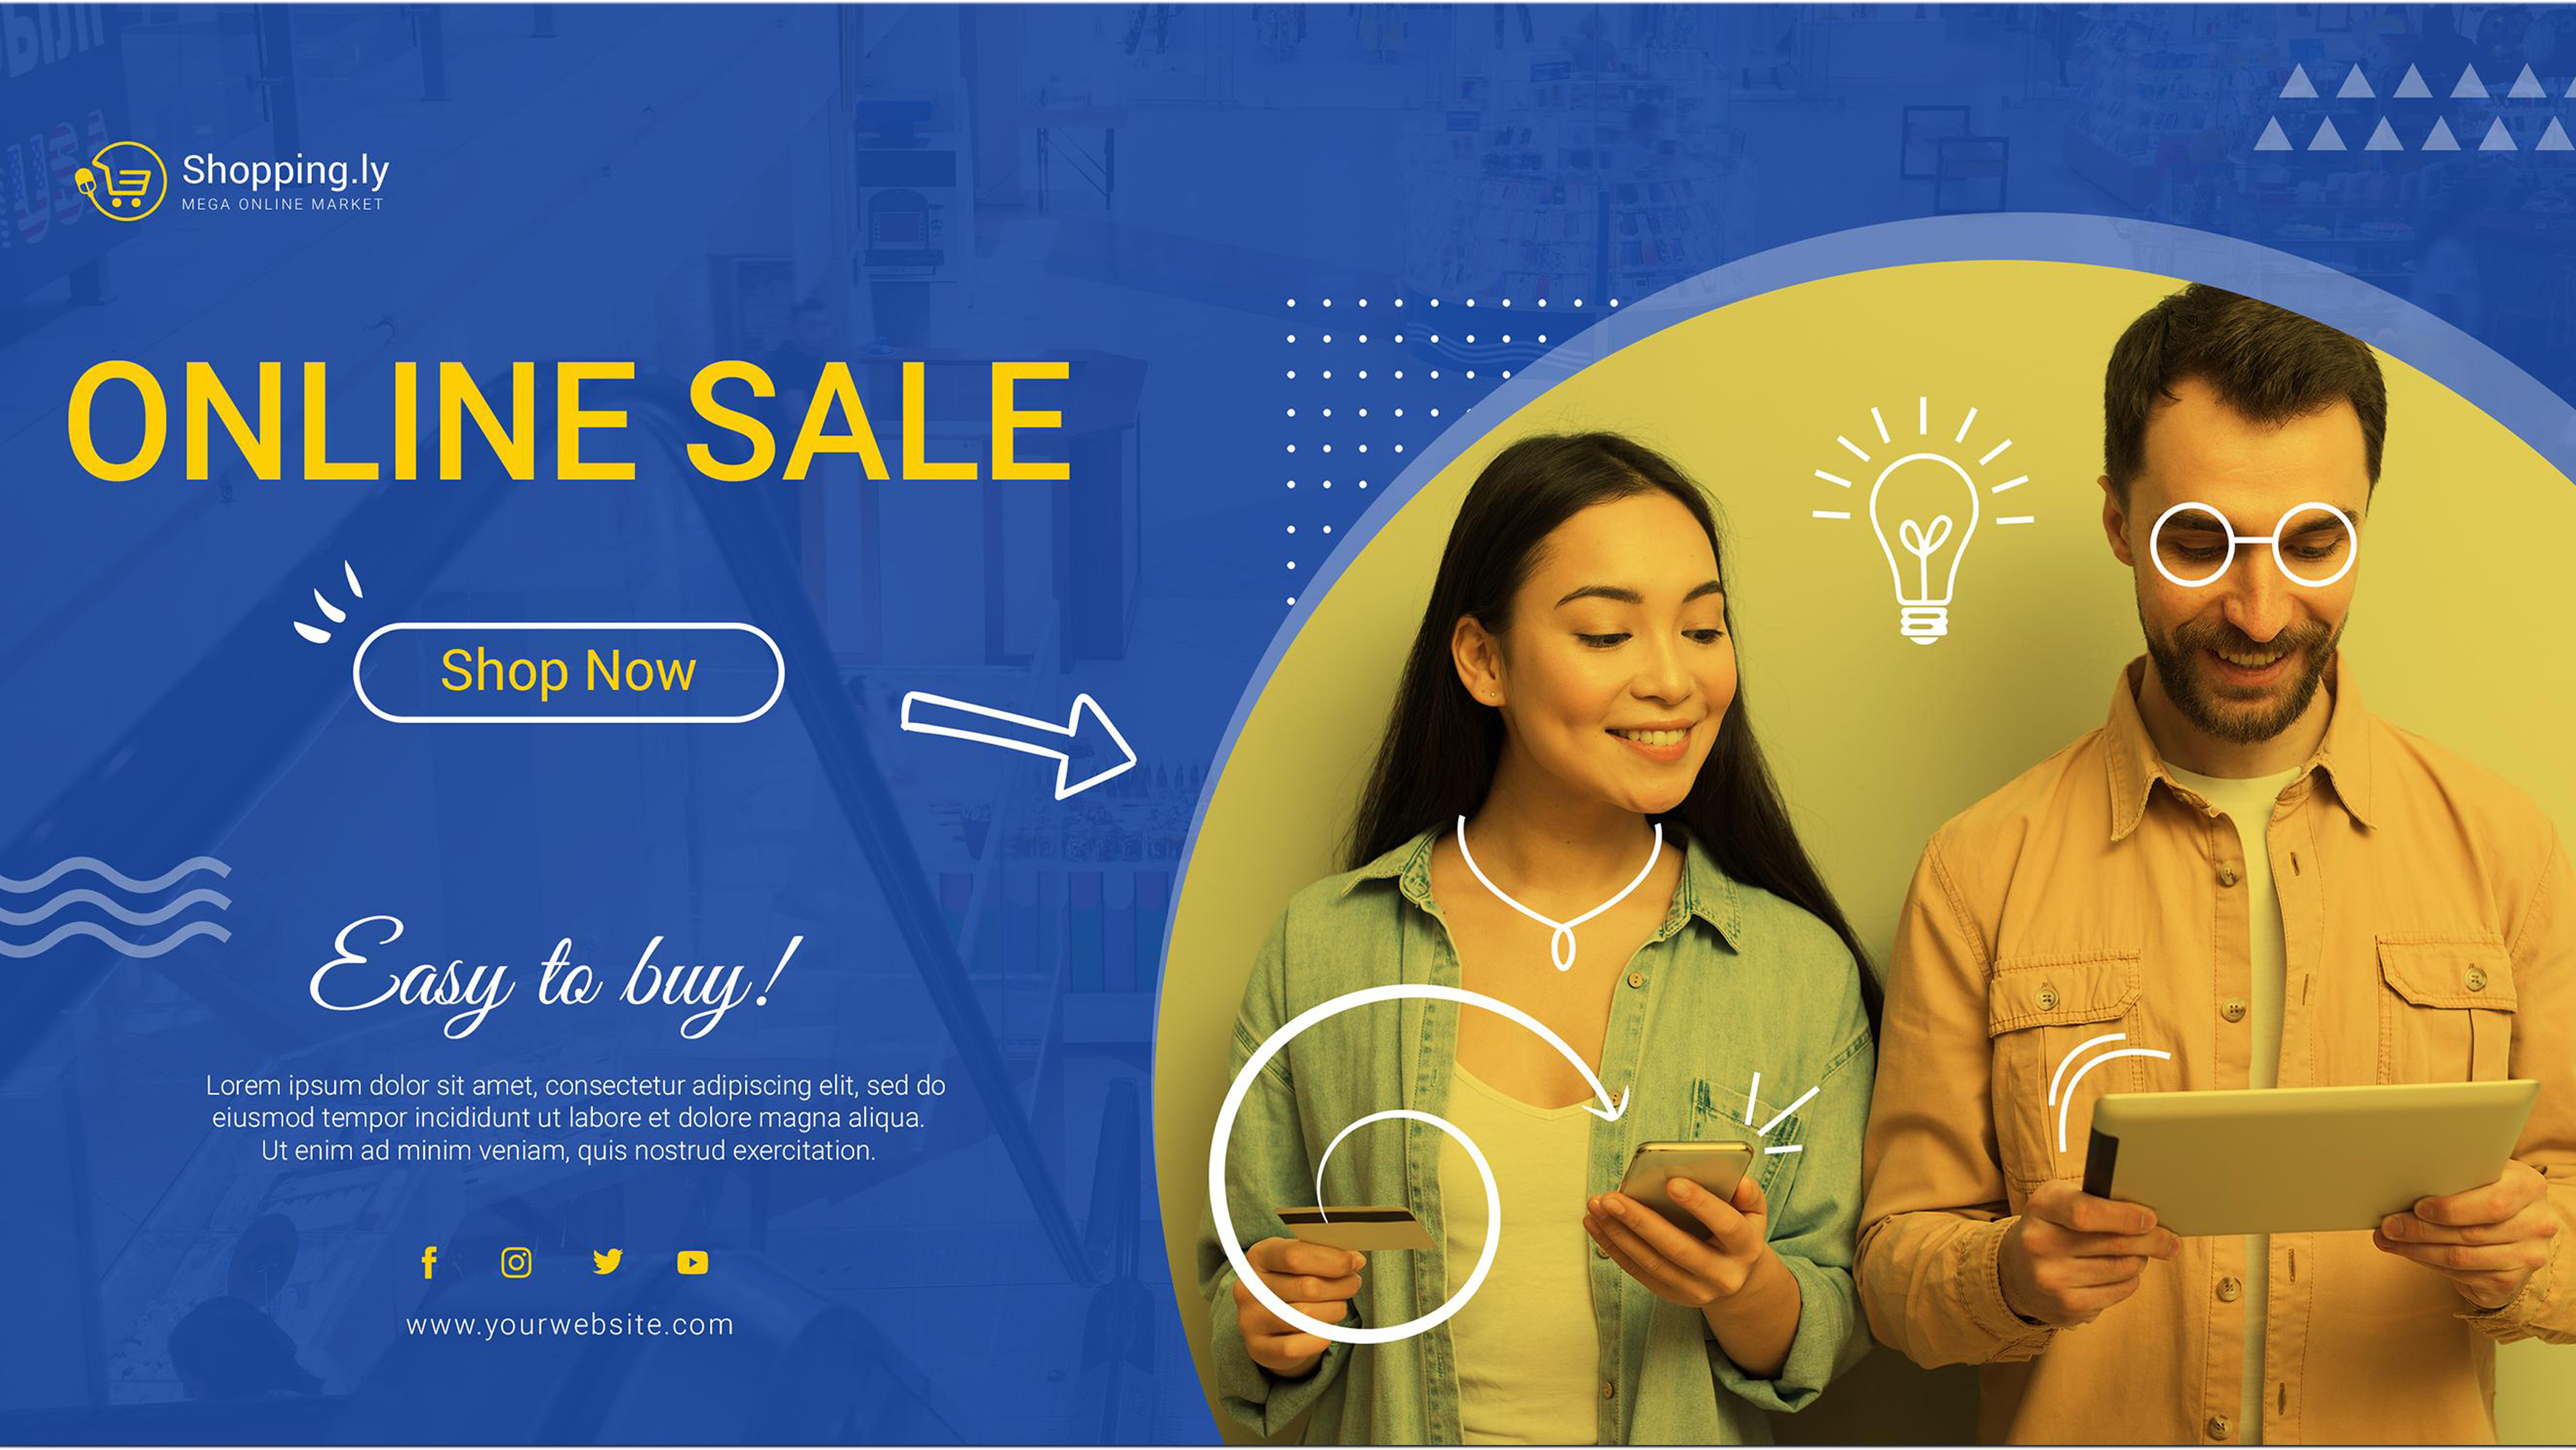 Shopping.ly
MEGA ONLINE MARKET
ONLINE SALE
Shop Now
Easy to buy!
Lorem ipsum dolor sit amet, consectetur adipiscing elit, sed do
eiusmod tempor incididunt ut labore et dolore magna aliqua.
Ut enim ad minim veniam, quis nostrud exercitation.
www.yourwebsite.com